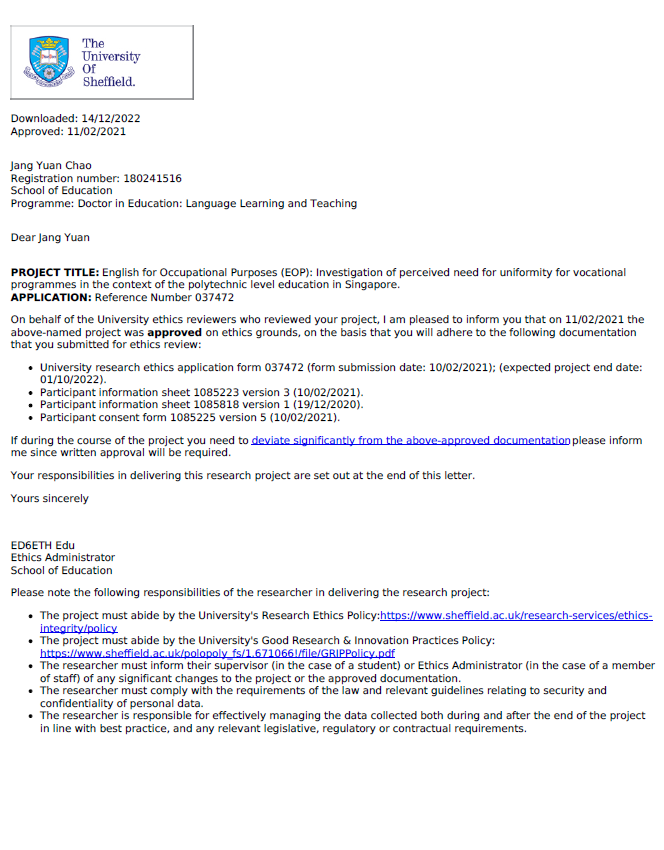 The
University
Of
Sheffield.
Downloaded: 14/12/2022
Approved: 11/02/2021
Jang Yuan Chao
Registration number: 180241516
School of Education
Programme: Doctor in Education: Language Learning and Teaching
Dear Jang Yuan
PROJECT TITLE: English for Occupational Purposes (EOP): Investigation of perceived need for uniformity for vocational
programmes in the context of the polytechnic level education in Singapore.
APPLICATION: Reference Number 037472
On behalf of the University ethics reviewers who reviewed your project, I am pleased to inform you that on 11/02/2021 the
above-named project was approved on ethics grounds, on the basis that you will adhere to the following documentation
that you submitted for ethics review:
• University research ethics application form 037472 (form submission date: 10/02/2021); (expected project end date:
01/10/2022).
• Participant information sheet 1085223 version 3 (10/02/2021).
• Participant information sheet 1085818 version 1 (19/12/2020).
• Participant consent form 1085225 version 5 (10/02/2021).
If during the course of the project you need to deviate significantly from the above-approved documentation please inform
me since written approval will be required.
Your responsibilities in delivering this research project are set out at the end of this letter.
Yours sincerely
ED6ETH Edu
Ethics Administrator
School of Education
Please note the following responsibilities of the researcher in delivering the research project:
• The project must abide by the University's Research Ethics Policy:https://www.sheffield.ac.uk/research-services/ethics-
integrity/policy
• The project must abide by the University's Good Research & Innovation Practices Policy:
https://www.sheffield.ac.uk/polopoly_fs/1.671066!/file/GRIPPolicy.pdf
• The researcher must inform their supervisor (in the case of a student) or Ethics Administrator (in the case of a member
of staff) of any significant changes to the project or the approved documentation.
• The researcher must comply with the requirements of the law and relevant guidelines relating to security and
confidentiality of personal data.
• The researcher is responsible for effectively managing the data collected both during and after the end of the project
in line with best practice, and any relevant legislative, regulatory or contractual requirements.